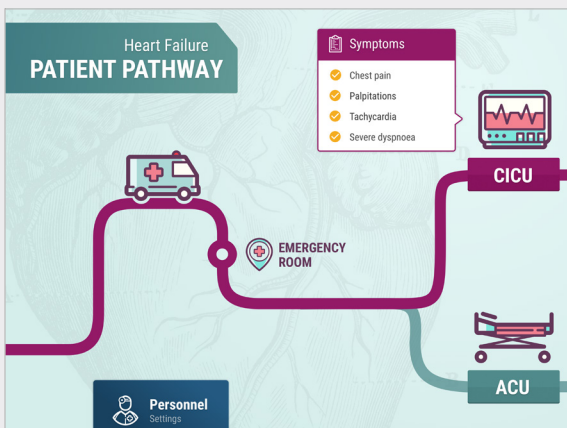 Heart Failure
PATIENT PATHWAY
Symptoms
Chest pain
Palpitations
Tachycardia
Severe dyspnoea
CICU
EMERGENCY
ROOM
ACU
Personnel
Settings